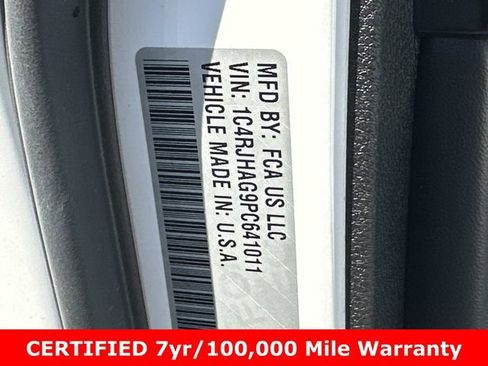 MFD BY: FCA US LLC
VIN: 1C4RJHAG9PC641011
VEHICLE MADE IN: U.S.A.
CERTIFIED 7yr/100,000 Mile Warranty